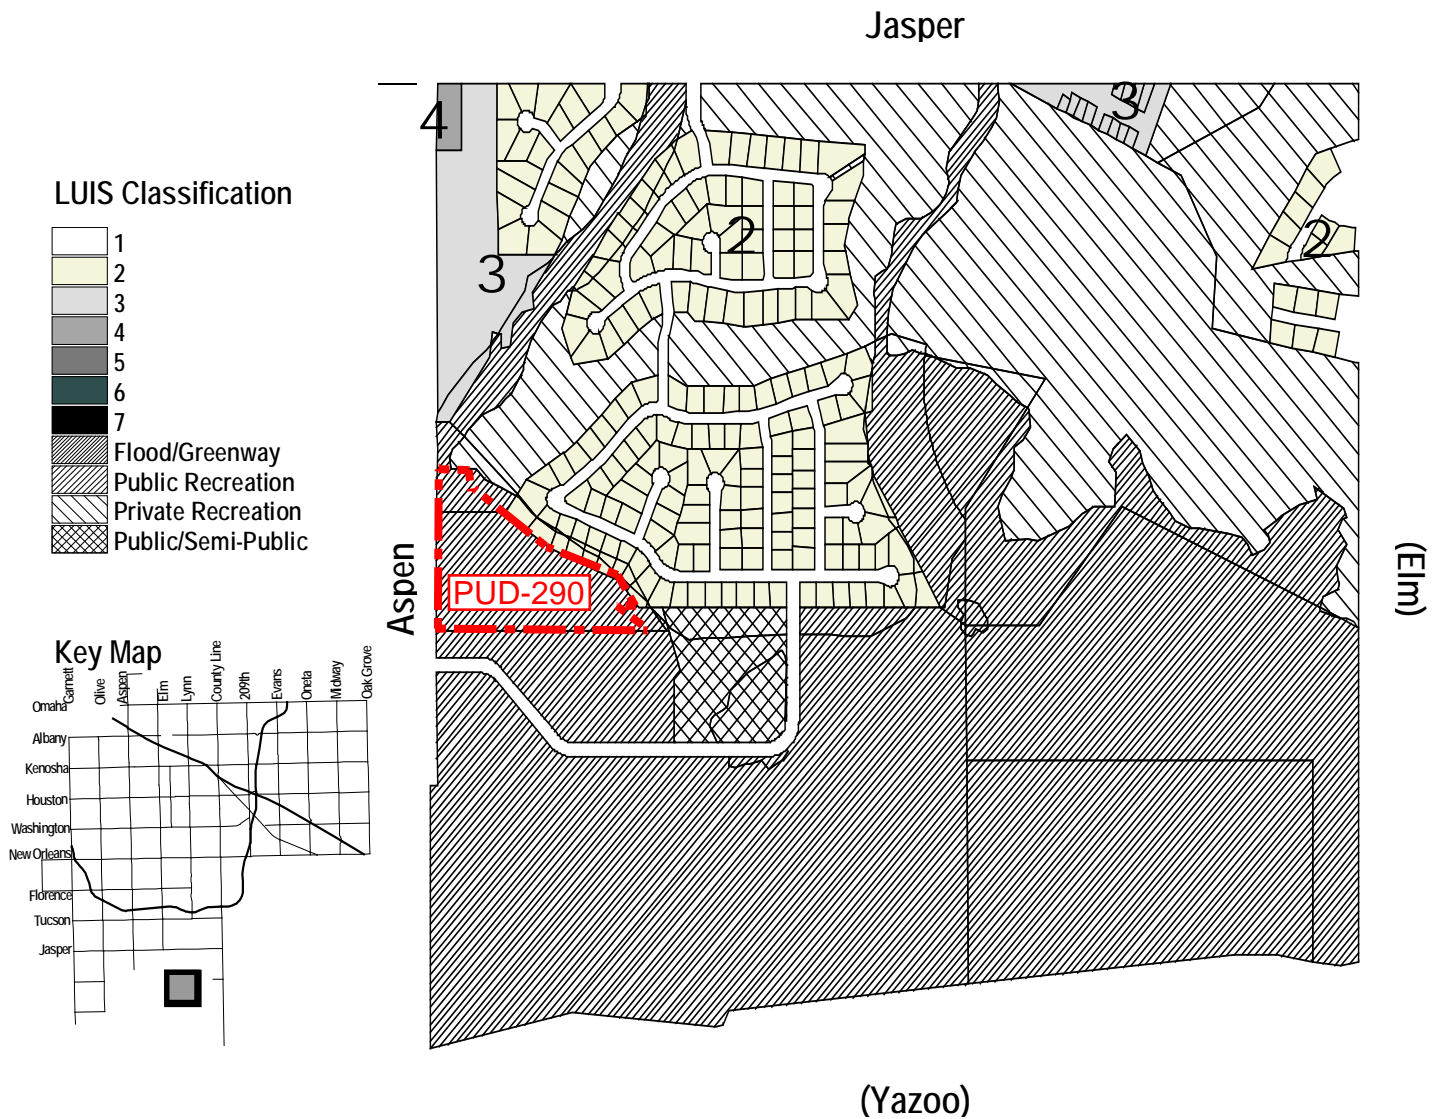 Jasper
4
3
2
3
2
LUIS Classification
1
2
3
4
5
6
7
Flood/Greenway
Public Recreation
Private Recreation
Public/Semi-Public
Aspen
PUD-290
(Elm)
(Yazoo)
Key Map
Garnett
Olive
Aspen
Elm
Lynn
County Line
209th
Evans
Oneta
Midway
Oak Grove
Omaha
Albany
Kenosha
Houston
Washington
New Orleans
Florence
Tucson
Jasper